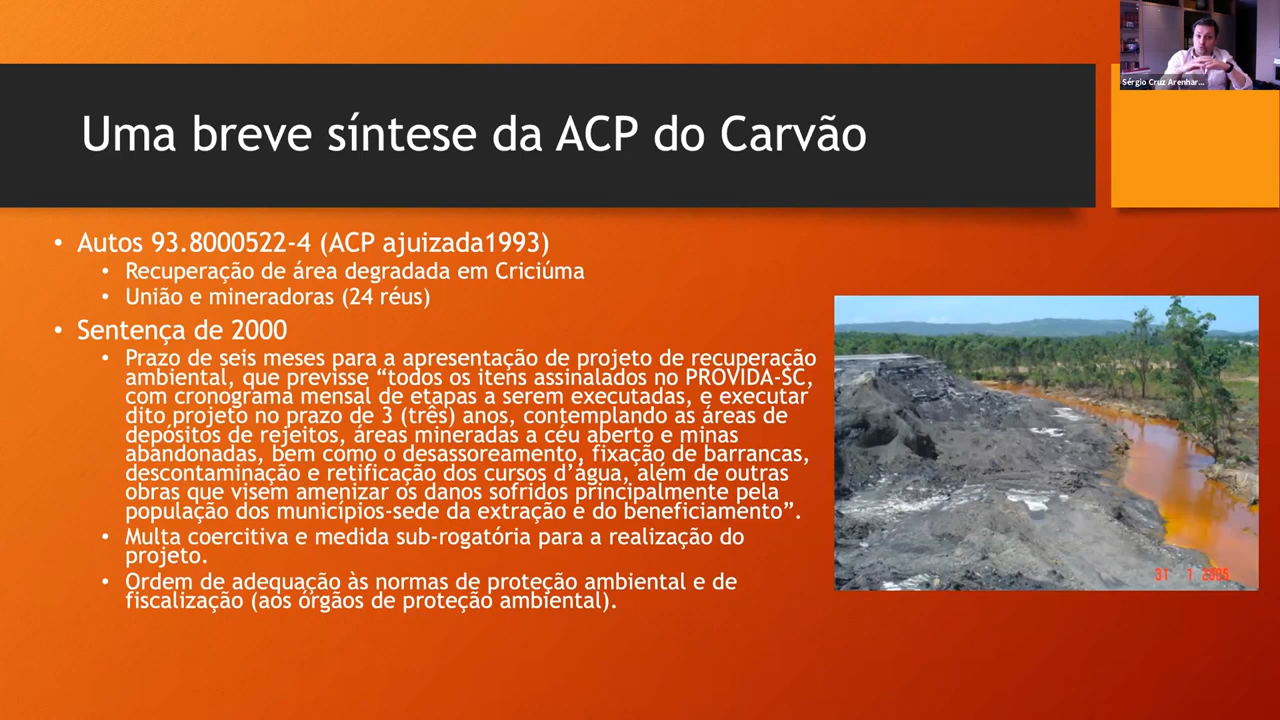 Sérgio Cruz Arenhar...
Uma breve síntese da ACP do Carvão
• Autos 93.8000522-4 (ACP ajuizada1993)
• Recuperação de área degradada em Criciúma
• União e mineradoras (24 réus)
• Sentença de 2000
• Prazo de seis meses para a apresentação de projeto de recuperação
ambiental, que previsse “todos os itens assinalados no PROVIDA-SC,
com cronograma mensal de etapas a serem executadas, e executar
dito projeto no prazo de 3 (três) anos, contemplando as áreas de
depósitos de rejeitos, áreas mineradas a céu aberto e minas
abandonadas, bem como o desassoreamento, fixação de barrancas,
descontaminação e retificação dos cursos d’água, além de outras
obras que visem amenizar os danos sofridos principalmente pela
população dos municípios-sede da extração e do beneficiamento”.
• Multa coercitiva e medida sub-rogatória para a realização do
projeto.
• Ordem de adequação às normas de proteção ambiental e de
fiscalização (aos órgãos de proteção ambiental).
31 1 2005